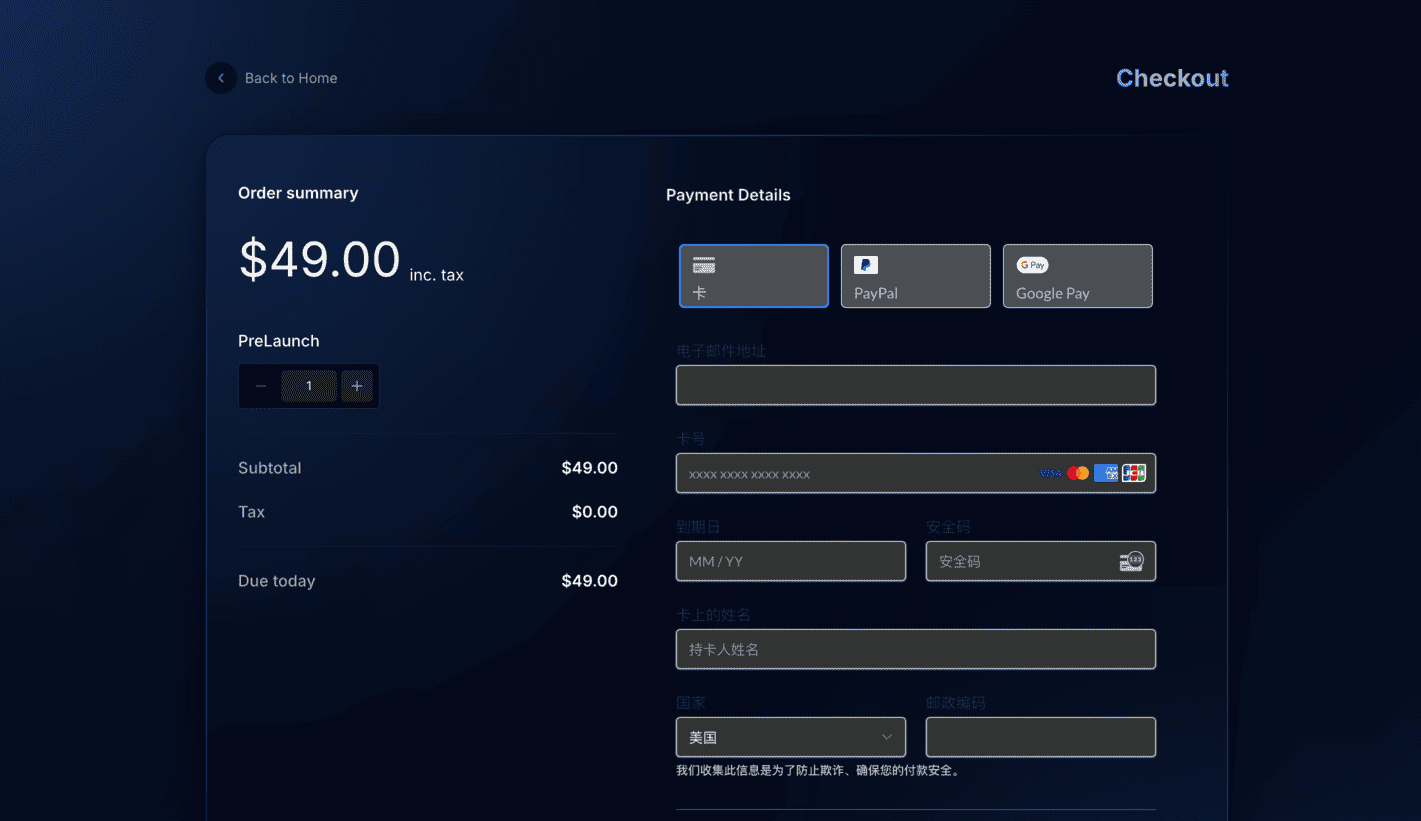 Back to Home
Checkout
Order summary
$49.00 inc. tax
PreLaunch
1
Subtotal $49.00
Tax $0.00
Due today $49.00
Payment Details
卡
PayPal
G Pay
Google Pay
电子邮件地址
卡号
xxxx xxxx xxxx xxxx
VISA
JCB
到期日
安全码
MM / YY
安全码
123
卡上的姓名
持卡人姓名
国家
邮政编码
美国
我们收集此信息是为了防止欺诈、确保您的付款安全。